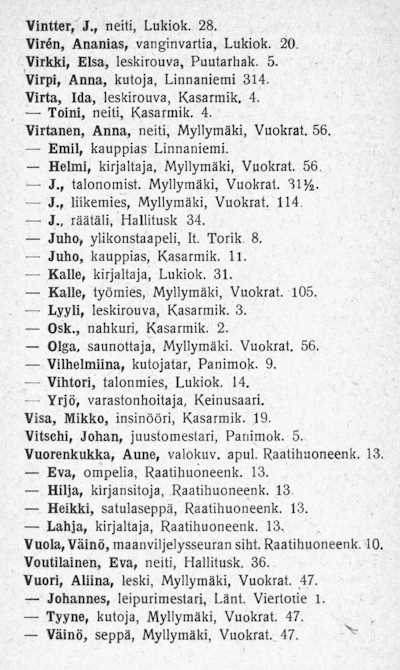 Vintter, J., neiti, Lukiok. 28.
Virén, Ananias, vanginvartia, Lukiok. 20.
Virkki, Elsa, leskirouva, Puutarhak. 5.
Virpi, Anna, kutoja, Linnaniemi 314.
Virta, Ida, leskirouva, Kasarmik. 4.
— Toini, neiti, Kasarmik. 4.
Virtanen, Anna, neiti, Myllymäki, Vuokrat. 56.
— Emil, kauppias Linnaniemi.
— Helmi, kirjaltaja, Myllymäki, Vuokrat. 56.
— J., talonomist. Myllymäki, Vuokrat. 31½.
— J., liikemies, Myllymäki, Vuokrat. 114.
— J., räätäli, Hallitusk 34.
— Juho, ylikonstaapeli, It. Torik. 8.
— Juho, kauppias, Kasarmik. 11.
— Kalle, kirjaltaja, Lukiok. 31.
— Kalle, työmies, Myllymäki, Vuokrat. 105.
— Lyyli, leskirouva, Kasarmik. 3.
— Osk., nahkuri, Kasarmik. 2.
— Olga, saunottaja, Myllymäki. Vuokrat. 56.
— Vilhelmiina, kutojatar, Panimok. 9.
— Vihtori, talonmies, Lukiok. 14.
— Yrjö, varastonhoitaja, Keinusaari.
Visa, Mikko, insinööri, Kasarmik. 19.
Vitschi, Johan, juustomestari, Panimok. 5.
Vuorenkukka, Aune, valokuv. apul. Raatihuoneenk. 13.
— Eva, ompelia, Raatihuoneenk. 13.
— Hilja, kirjansitoja, Raatihuoneenk. 13.
— Heikki, satulaseppä, Raatihuoneenk. 13.
— Lahja, kirjaltaja, Raatihuoneenk. 13.
Vuola, Väinö, maanviljelysseuran siht. Raatihuoneenk. 10.
Voutilainen, Eva, neiti, Hallitusk. 36.
Vuori, Aliina, leski, Myllymäki, Vuokrat. 47.
— Johannes, leipurimestari, Länt. Viertotie 1.
— Tyyne, kutoja, Myllymäki, Vuokrat. 47.
— Väinö, seppä, Myllymäki, Vuokrat. 47.